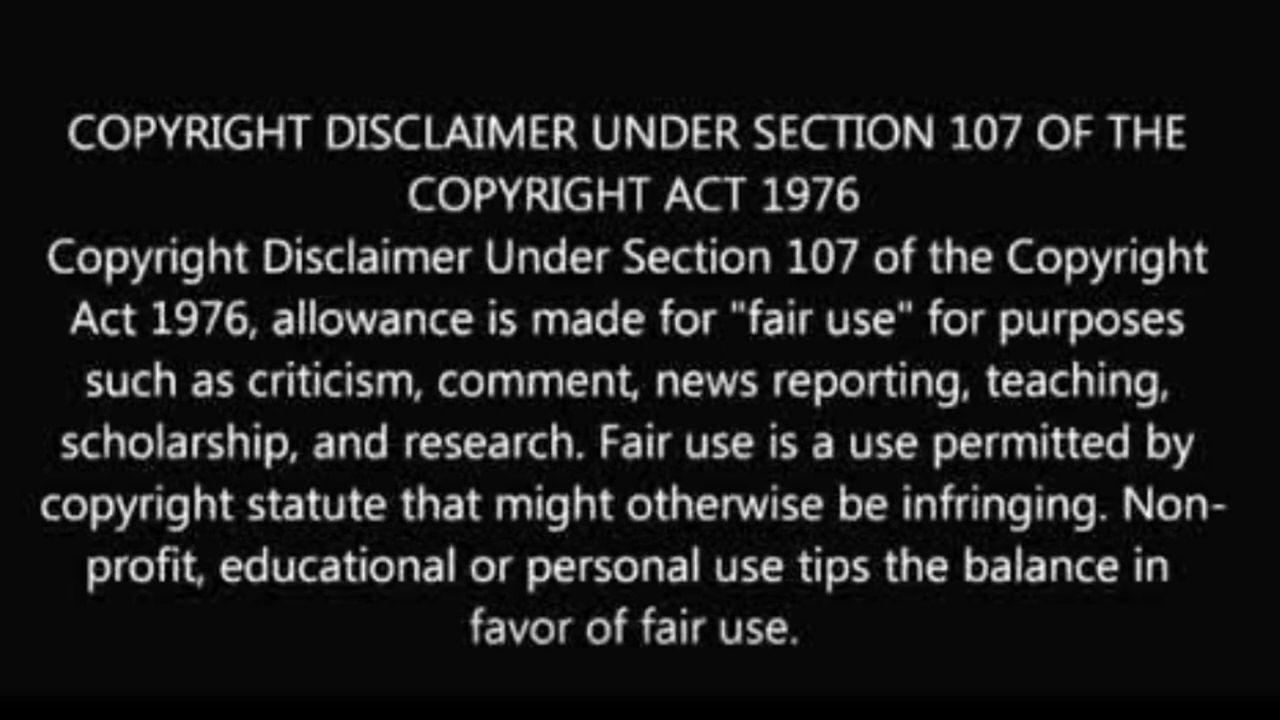 COPYRIGHT DISCLAIMER UNDER SECTION 107 OF THE
COPYRIGHT ACT 1976
Copyright Disclaimer Under Section 107 of the Copyright
Act 1976, allowance is made for "fair use" for purposes
such as criticism, comment, news reporting, teaching,
scholarship, and research. Fair use is a use permitted by
copyright statute that might otherwise be infringing. Non-
profit, educational or personal use tips the balance in
favor of fair use.